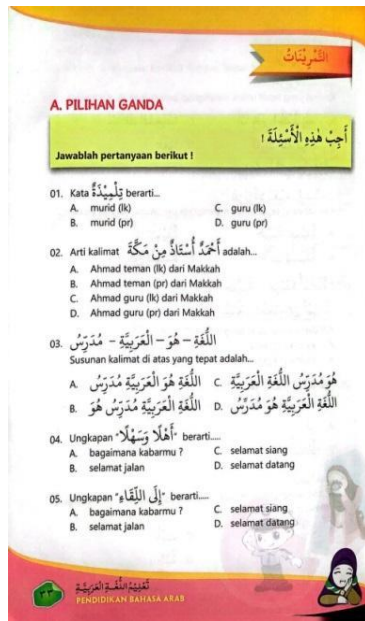 التَّمْرِيْنَاتُ
A. PILIHAN GANDA
أَجِبْ هٰذِهِ الْأَسْئِلَةَ !
Jawablah pertanyaan berikut !
01. Kata تِلْمِيْذَةٌ berarti...
A. murid (lk) C. guru (lk)
B. murid (pr) D. guru (pr)
02. Arti kalimat أَحْمَدُ أُسْتَاذٌ مِنْ مَكَّةَ adalah...
A. Ahmad teman (lk) dari Makkah
B. Ahmad teman (pr) dari Makkah
C. Ahmad guru (lk) dari Makkah
D. Ahmad guru (pr) dari Makkah
03. اللُّغَةِ – هُوَ – الْعَرَبِيَّةِ – مُدَرِّسُ
Susunan kalimat di atas yang tepat adalah...
A. اللُّغَةِ هُوَ الْعَرَبِيَّةِ مُدَرِّسُ C. هُوَ مُدَرِّسُ اللُّغَةِ الْعَرَبِيَّةِ
B. اللُّغَةِ الْعَرَبِيَّةِ مُدَرِّسُ هُوَ D. اللُّغَةِ الْعَرَبِيَّةِ هُوَ مُدَرِّسُ
04. Ungkapan "أَهْلًا وَسَهْلًا" berarti.....
A. bagaimana kabarmu ? C. selamat siang
B. selamat jalan D. selamat datang
05. Ungkapan "إِلَى اللِّقَاءِ" berarti.....
A. bagaimana kabarmu ? C. selamat siang
B. selamat jalan D. selamat datang
٣٣
تَعْلِيْمُ اللُّغَةِ الْعَرَبِيَّةِ
PENDIDIKAN BAHASA ARAB